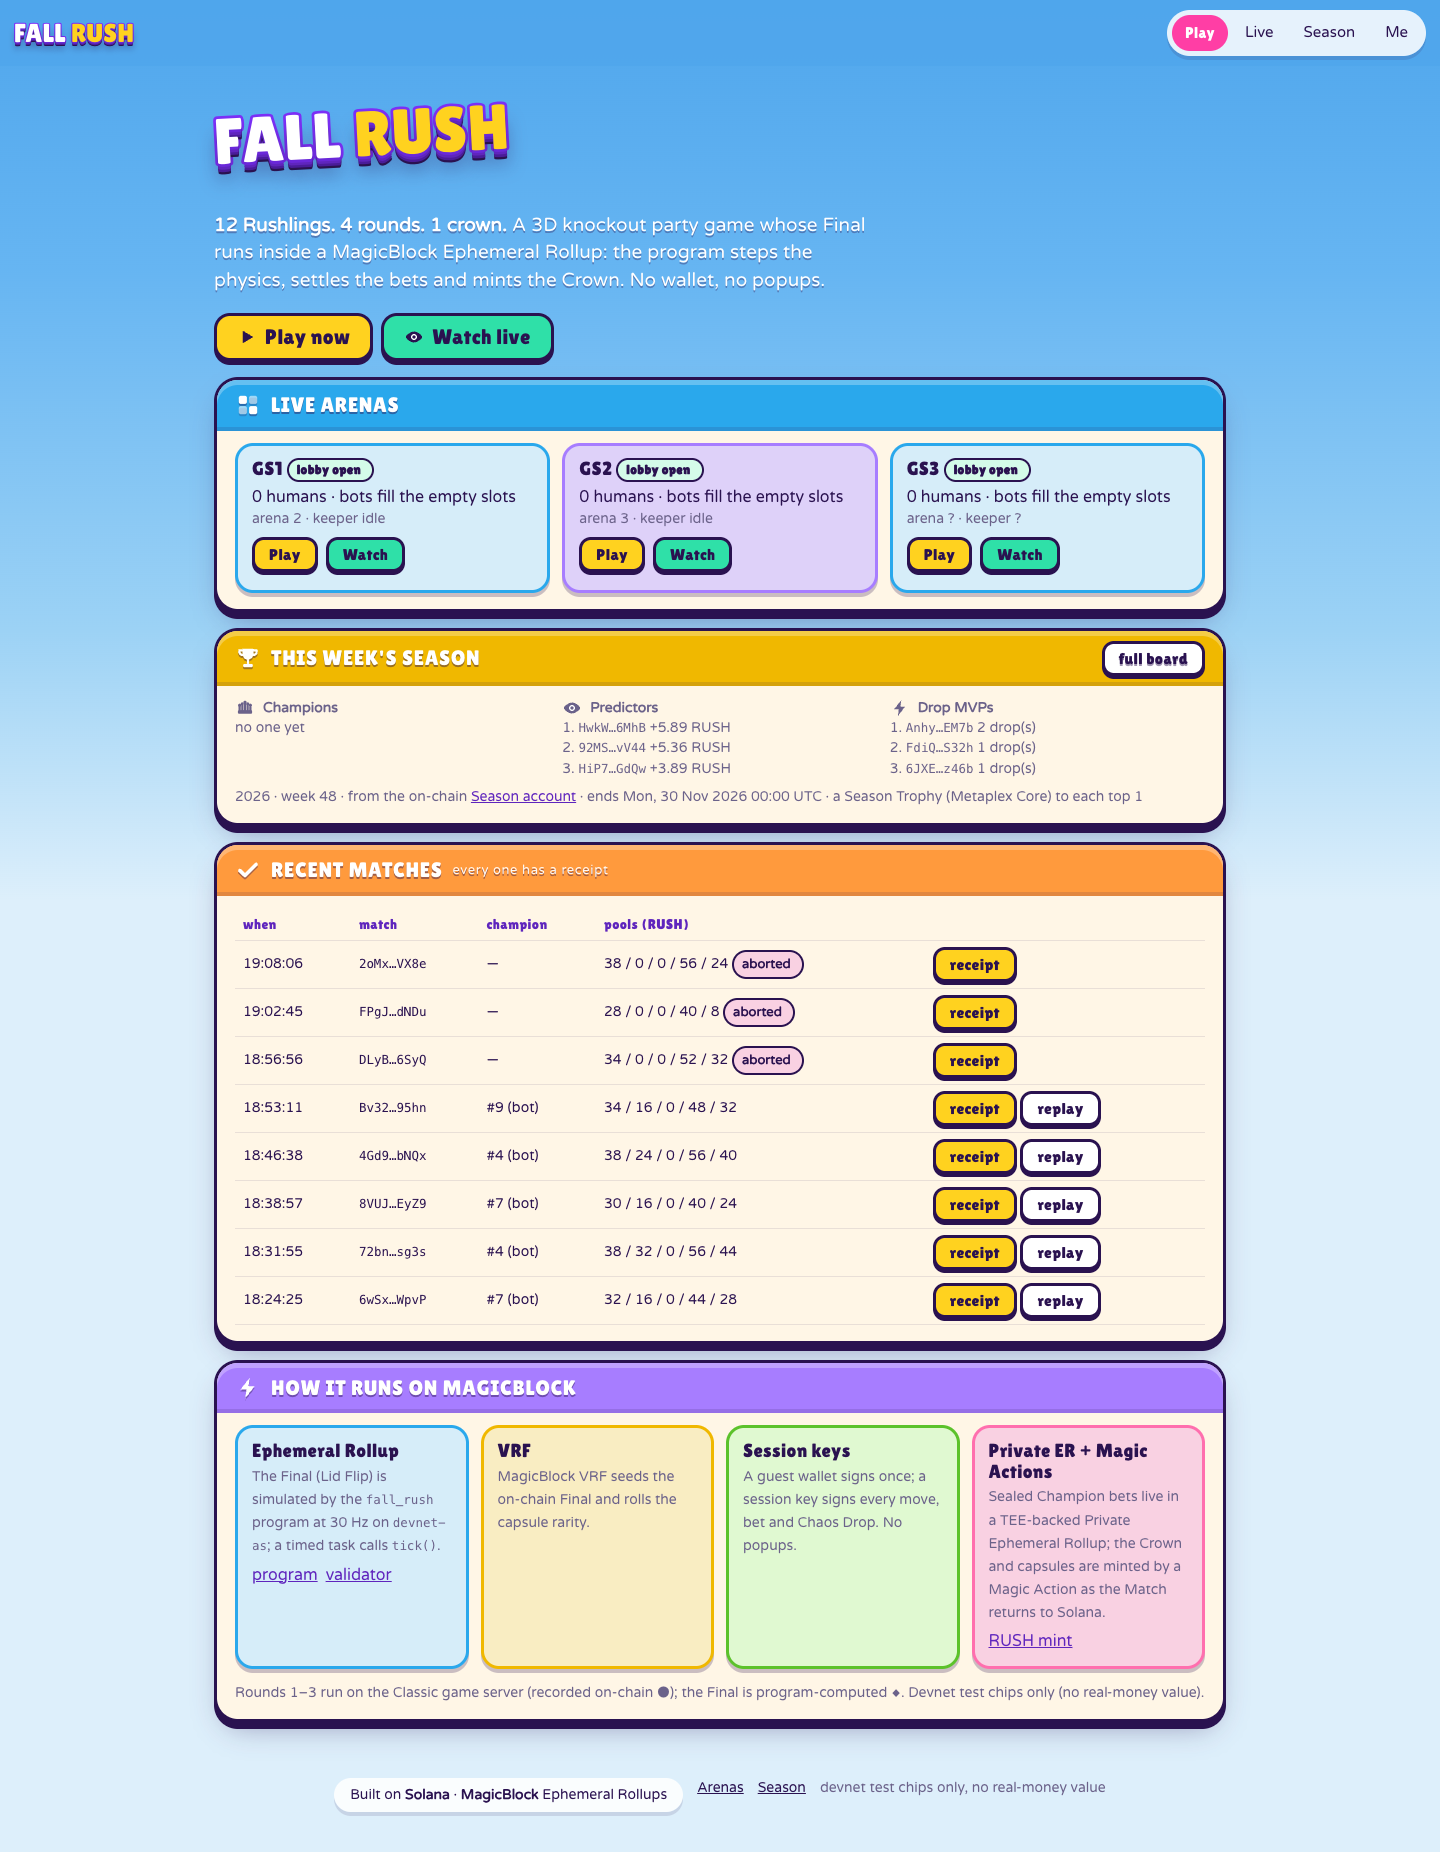 FALL RUSH
Play Live Season Me
FALL RUSH
12 Rushlings. 4 rounds. 1 crown. A 3D knockout party game whose Final
runs inside a MagicBlock Ephemeral Rollup: the program steps the
physics, settles the bets and mints the Crown. No wallet, no popups.
Play now Watch live
LIVE ARENAS
GS1 lobby open
0 humans · bots fill the empty slots
arena 2 · keeper idle
Play Watch
GS2 lobby open
0 humans · bots fill the empty slots
arena 3 · keeper idle
Play Watch
GS3 lobby open
0 humans · bots fill the empty slots
arena ? · keeper ?
Play Watch
THIS WEEK'S SEASON full board
Champions
no one yet
Predictors
1. HwkW…6MhB +5.89 RUSH
2. 92MS…vV44 +5.36 RUSH
3. HiP7…GdQw +3.89 RUSH
Drop MVPs
1. Anhy…EM7b 2 drop(s)
2. FdiQ…S32h 1 drop(s)
3. 6JXE…z46b 1 drop(s)
2026 · week 48 · from the on-chain Season account · ends Mon, 30 Nov 2026 00:00 UTC · a Season Trophy (Metaplex Core) to each top 1
RECENT MATCHES every one has a receipt
when match champion pools (RUSH)
19:08:06 2oMx…VX8e — 38 / 0 / 0 / 56 / 24 aborted receipt
19:02:45 FPgJ…dNDu — 28 / 0 / 0 / 40 / 8 aborted receipt
18:56:56 DLyB…6SyQ — 34 / 0 / 0 / 52 / 32 aborted receipt
18:53:11 Bv32…95hn #9 (bot) 34 / 16 / 0 / 48 / 32 receipt replay
18:46:38 4Gd9…bNQx #4 (bot) 38 / 24 / 0 / 56 / 40 receipt replay
18:38:57 8VUJ…EyZ9 #7 (bot) 30 / 16 / 0 / 40 / 24 receipt replay
18:31:55 72bn…sg3s #4 (bot) 38 / 32 / 0 / 56 / 44 receipt replay
18:24:25 6wSx…WpvP #7 (bot) 32 / 16 / 0 / 44 / 28 receipt replay
HOW IT RUNS ON MAGICBLOCK
Ephemeral Rollup
The Final (Lid Flip) is
simulated by the fall_rush
program at 30 Hz on devnet-
as; a timed task calls tick().
program validator
VRF
MagicBlock VRF seeds the
on-chain Final and rolls the
capsule rarity.
Session keys
A guest wallet signs once; a
session key signs every move,
bet and Chaos Drop. No
popups.
Private ER + Magic
Actions
Sealed Champion bets live in
a TEE-backed Private
Ephemeral Rollup; the Crown
and capsules are minted by a
Magic Action as the Match
returns to Solana.
RUSH mint
Rounds 1–3 run on the Classic game server (recorded on-chain ●); the Final is program-computed ◆. Devnet test chips only (no real-money value).
Built on Solana · MagicBlock Ephemeral Rollups Arenas Season devnet test chips only, no real-money value